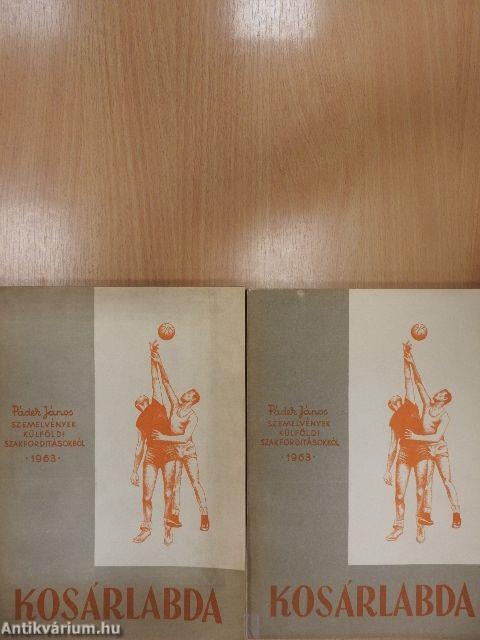 Páder János
SZEMELVÉNYEK
KÜLFÖLDI
SZAKFORDÍTÁSOKBÓL
· 1963 ·
KOSÁRLABDA
Páder János
SZEMELVÉNYEK
KÜLFÖLDI
SZAKFORDÍTÁSOKBÓL
· 1963 ·
KOSÁRLABDA
Antikvárium.hu